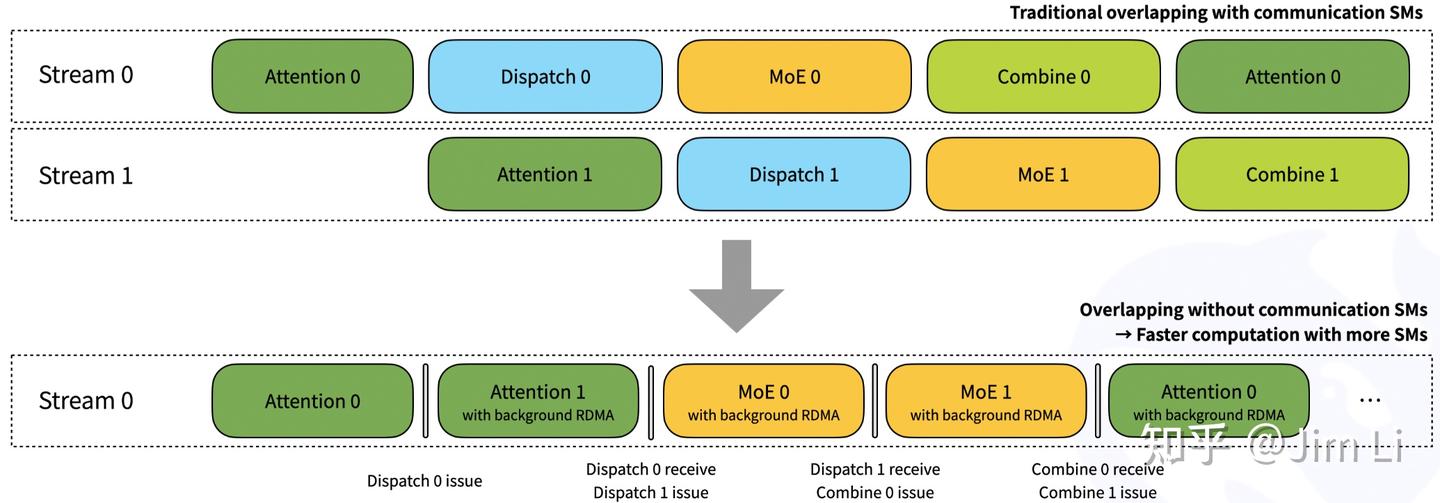 Traditional overlapping with communication SMs
Stream 0
Attention 0
Dispatch 0
MoE 0
Combine 0
Attention 0
Stream 1
Attention 1
Dispatch 1
MoE 1
Combine 1
Overlapping without communication SMs
→ Faster computation with more SMs
Stream 0
Attention 0
Attention 1
with background RDMA
MoE 0
with background RDMA
MoE 1
with background RDMA
Attention 0
with background RDMA
...
Dispatch 0 issue
Dispatch 0 receive
Dispatch 1 issue
Dispatch 1 receive
Combine 0 issue
Combine 0 receive
Combine 1 issue
知乎 @Jim Li